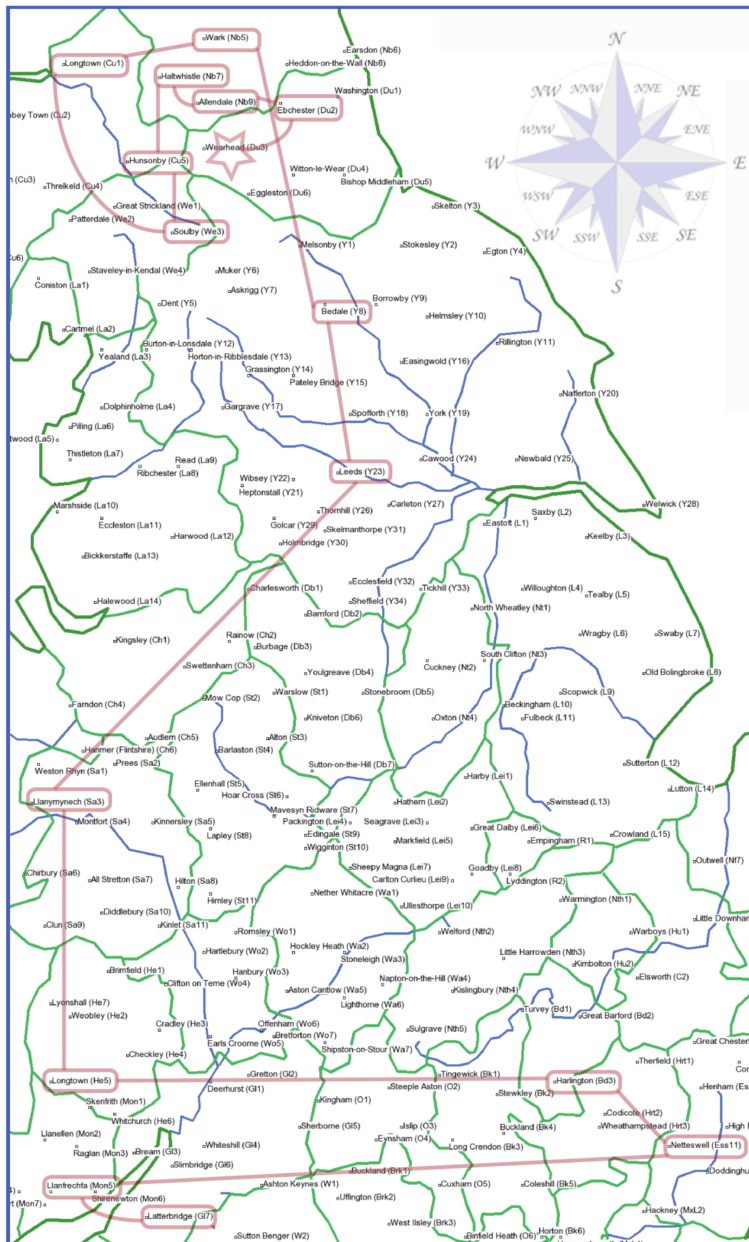 Wark (Nb5)
Earsdon (Nb6)
Longtown (Cu1)
Heddon-on-the-Wall (Nb8)
Haltwhistle (Nb7)
Washington (Du1)
Allendale (Nb9)
Ebchester (Du2)
bbey Town (Cu2)
Wearhead (Du3)
Hunsonby (Cu5)
Witton-le-Wear (Du4)
Bishop Middleham (Du5)
n (Cu3)
Threlkeld (Cu4)
Eggleston (Du6)
Great Strickland (We1)
Skelton (Y3)
Patterdale (We2)
Soulby (We3)
Melsonby (Y1)
Stokesley (Y2)
Egton (Y4)
Cu6)
Staveley-in-Kendal (We4)
Muker (Y6)
Coniston (La1)
Askrigg (Y7)
Dent (Y5)
Borrowby (Y9)
Bedale (Y8)
Helmsley (Y10)
Cartmel (La2)
Rillington (Y11)
Burton-in-Lonsdale (Y12)
Yealand (La3)
Horton-in-Ribblesdale (Y13)
Easingwold (Y16)
Grassington (Y14)
Pateley Bridge (Y15)
Nafferton (Y20)
Dolphinholme (La4)
Gargrave (Y17)
Spofforth (Y18)
York (Y19)
Pilling (La6)
twood (La5)
Thistleton (La7)
Read (La9)
Ribchester (La8)
Cawood (Y24)
Newbald (Y25)
Leeds (Y23)
Wibsey (Y22)
Heptonstall (Y21)
Marshside (La10)
Carleton (Y27)
Welwick (Y28)
Thornhill (Y26)
Saxby (L2)
Eccleston (La11)
Golcar (Y29)
Skelmanthorpe (Y31)
Eastoft (L1)
Harwood (La12)
Holmbridge (Y30)
Keelby (L3)
Bickkerstaffe (La13)
Ecclesfield (Y32)
Charlesworth (Db1)
Tickhill (Y33)
Willoughton (L4)
Tealby (L5)
Halewood (La14)
Sheffield (Y34)
North Wheatley (Nt1)
Bamford (Db2)
Kingsley (Ch1)
Rainow (Ch2)
Wragby (L6)
Swaby (L7)
Burbage (Db3)
South Clifton (Nt3)
Swettenham (Ch3)
Cuckney (Nt2)
Youlgreave (Db4)
Old Bolingbroke (L8)
Mow Cop (St2)
Warslow (St1)
Stonebroom (Db5)
Scopwick (L9)
Farndon (Ch4)
Beckingham (L10)
Kniveton (Db6)
Oxton (Nt4)
Fulbeck (L11)
Audlem (Ch5)
Alton (St3)
Hanmer (Flintshire) (Ch6)
Barlaston (St4)
Prees (Sa2)
Weston Rhyn (Sa1)
Sutton-on-the-Hill (Db7)
Sutterton (L12)
Harby (Lei1)
Ellenhall (St5)
Lutton (L14)
Hoar Cross (St6)
Llanymynech (Sa3)
Hathern (Lei2)
Swinstead (L13)
Mavesyn Ridware (St7)
Montfort (Sa4)
Kinnersley (Sa5)
Packington (Lei4)
Seagrave (Lei3)
Great Dalby (Lei6)
Lapley (St8)
Edingale (St9)
Crowland (L15)
Markfield (Lei5)
Empingham (R1)
Wigginton (St10)
Outwell (Nf7)
Chirbury (Sa6)
Sheepy Magna (Lei7)
Goadby (Lei8)
All Stretton (Sa7)
Carlton Curlieu (Lei9)
Lyddington (R2)
Hilton (Sa8)
Nether Whitacre (Wa1)
Himley (St11)
Warmington (Nth1)
Ullesthorpe (Lei10)
Diddlebury (Sa10)
Little Downham
Clun (Sa9)
Kinlet (Sa11)
Romsley (Wo1)
Welford (Nth2)
Warboys (Hu1)
Hockley Heath (Wa2)
Hartlebury (Wo2)
Little Harrowden (Nth3)
Stoneleigh (Wa3)
Kimbolton (Hu2)
Brimfield (He1)
Hanbury (Wo3)
Elsworth (C2)
Clifton on Teme (Wo4)
Napton-on-the-Hill (Wa4)
Aston Cantlow (Wa5)
Kislingbury (Nth4)
Lyonshall (He7)
Lighthorne (Wa6)
Turvey (Bd1)
Weobley (He2)
Great Barford (Bd2)
Cradley (He3)
Offenham (Wo6)
Sulgrave (Nth5)
Bretforton (Wo7)
Earls Croome (Wo5)
Great Chester
Checkley (He4)
Shipston-on-Stour (Wa7)
Therfield (Hrt1)
Longtown (He5)
Gretton (Gl2)
Tingewick (Bk1)
Harlington (Bd3)
Deerhurst (Gl1)
Steeple Aston (O2)
Henham (Es
Stewkley (Bk2)
Skenfrith (Mon1)
Kingham (O1)
Codicote (Hrt2)
Whitchurch (He6)
Wheathampstead (Hrt3)
High
Sherborne (Gl5)
Islip (O3)
Buckland (Bk4)
Llanellen (Mon2)
Eynsham (O4)
Whiteshill (Gl4)
Long Crendon (Bk3)
Netteswell (Ess11)
Raglan (Mon3)
Bream (Gl3)
Slimbridge (Gl6)
Buckland (Brk1)
Doddingh
Llanfrechfa (Mon5)
Ashton Keynes (W1)
Cuxham (O5)
Coleshill (Bk5)
Shirenewton (Mon6)
Uffington (Brk2)
rt (Mon7)
Latterbridge (Gl7)
West Ilsley (Brk3)
Hackney (MxL2)
Sutton Benger (W2)
Binfield Heath (O6)
Horton (Bk6)
N
NNW
NNE
NW
NE
WNW
ENE
W
E
WSW
ESE
SW
SE
SSW
SSE
S